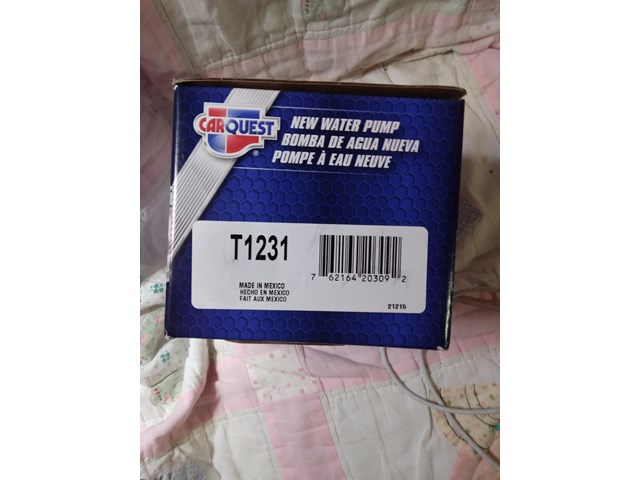 CARQUEST
®
NEW WATER PUMP
BOMBA DE AGUA NUEVA
POMPE À EAU NEUVE
T1231
7 62164 20309 2
MADE IN MEXICO
HECHO EN MEXICO
FAIT AUX MEXICO
21215